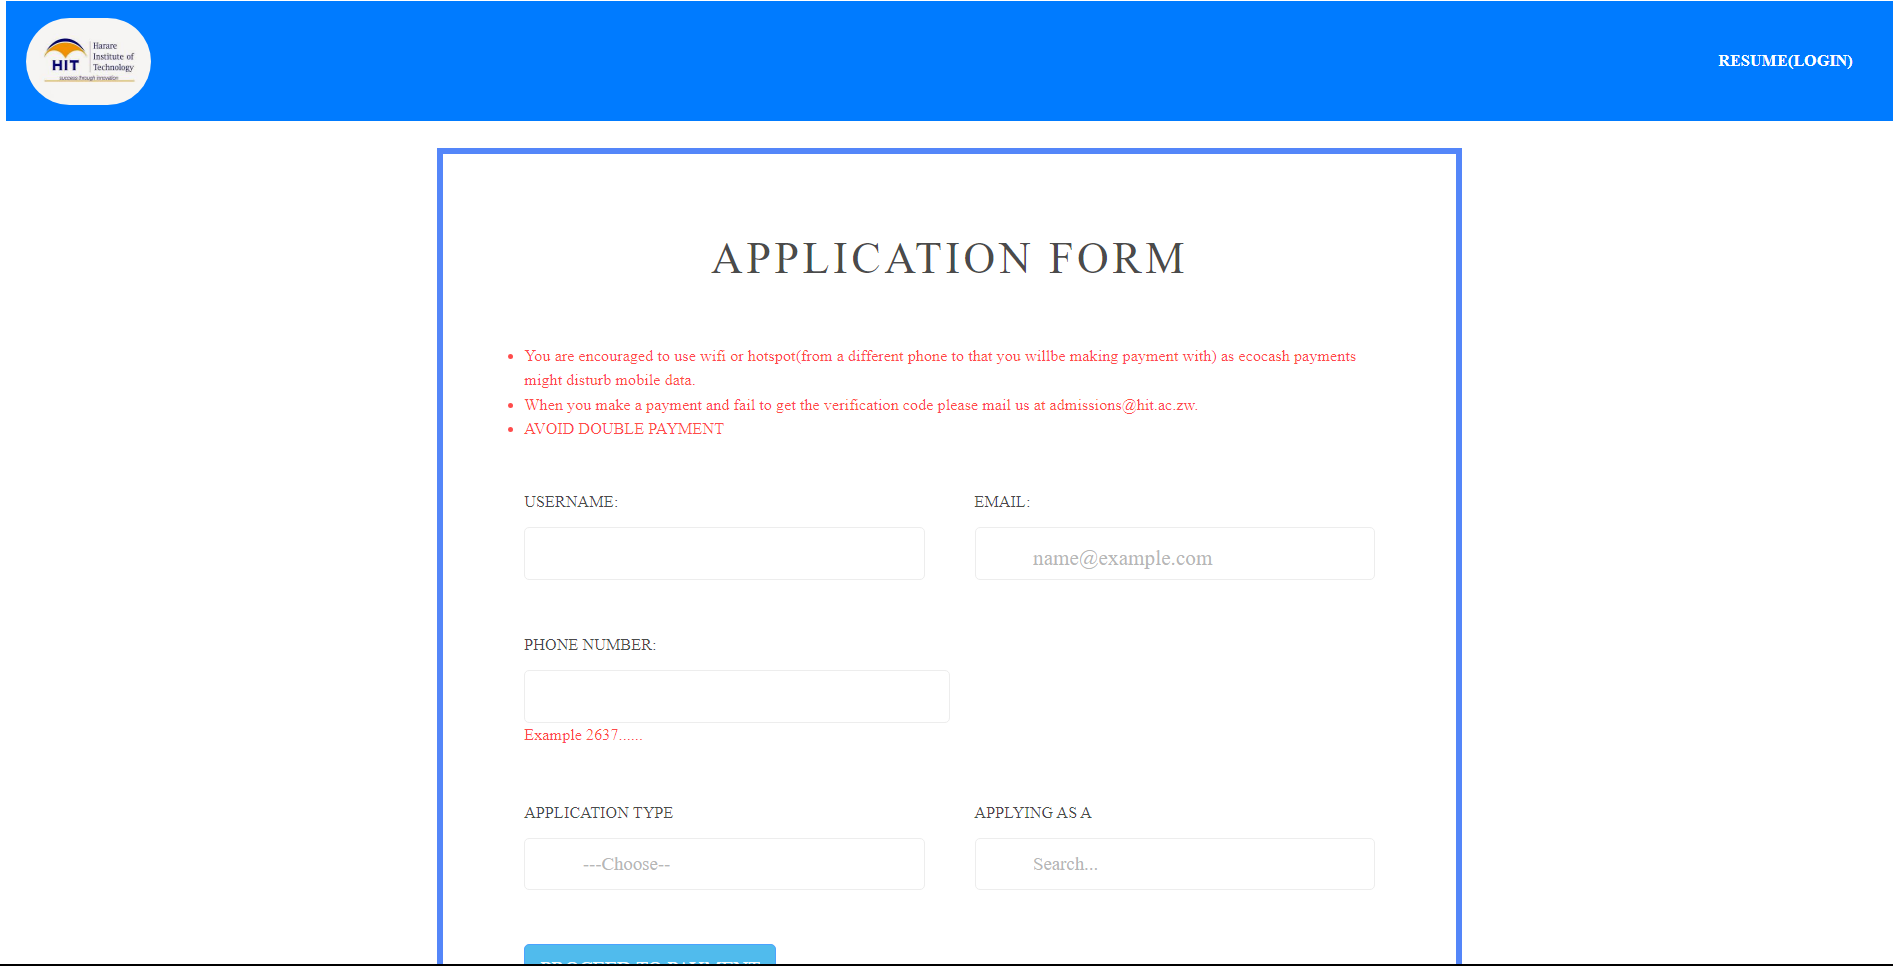 HIT
Harare
Institute of
Technology
success through innovation
RESUME(LOGIN)
APPLICATION FORM
You are encouraged to use wifi or hotspot(from a different phone to that you willbe making payment with) as ecocash payments
might disturb mobile data.
When you make a payment and fail to get the verification code please mail us at admissions@hit.ac.zw.
AVOID DOUBLE PAYMENT
USERNAME:
EMAIL:
name@example.com
PHONE NUMBER:
Example 2637......
APPLICATION TYPE
APPLYING AS A
---Choose--
Search...
PROCEED TO PAYMENT